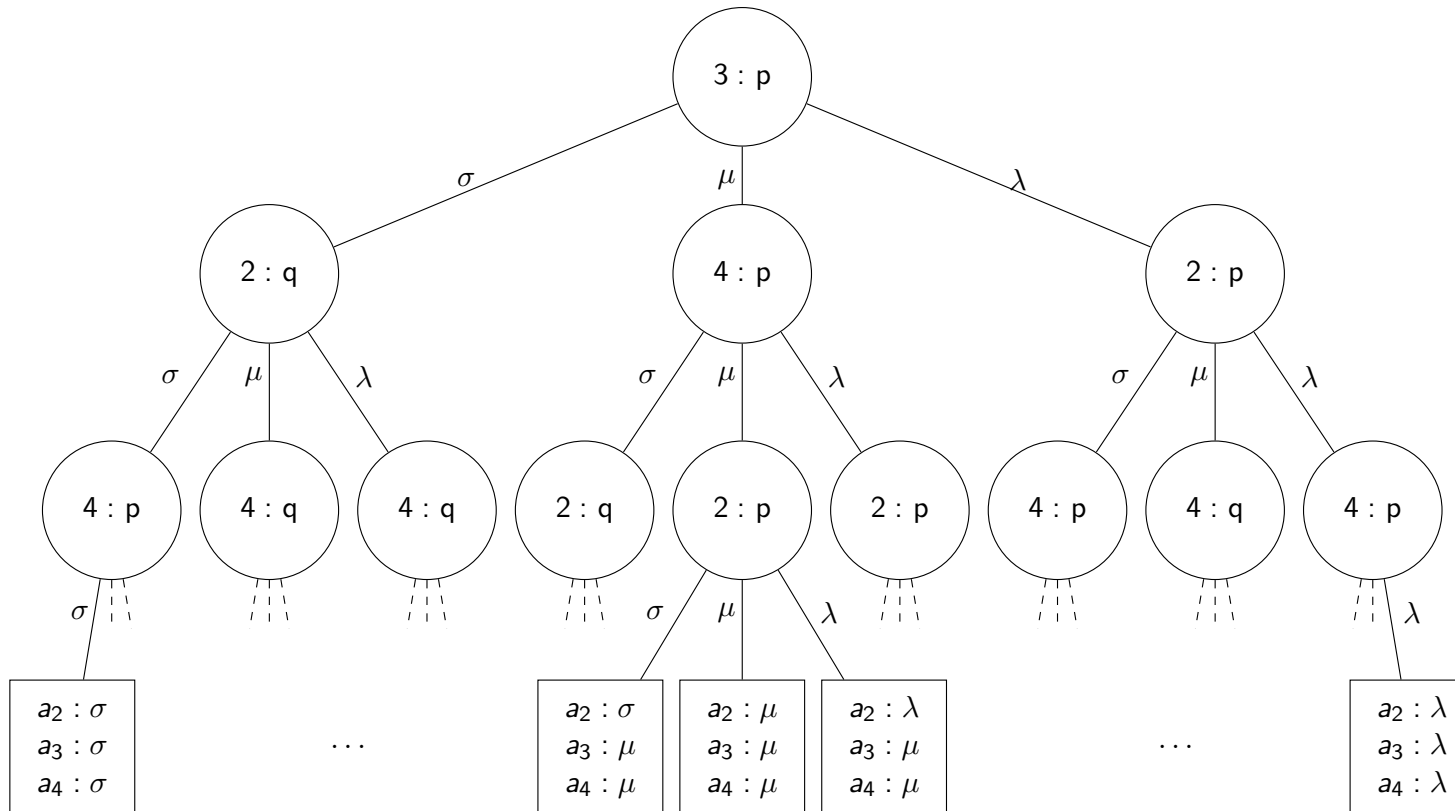 3 : p
σ μ λ
2 : q 4 : p 2 : p
σ μ λ σ μ λ σ μ λ
4 : p 4 : q 4 : q 2 : q 2 : p 2 : p 4 : p 4 : q 4 : p
σ σ μ λ λ
a₂ : σ a₂ : σ a₂ : μ a₂ : λ a₂ : λ
a₃ : σ ... a₃ : μ a₃ : μ a₃ : μ ... a₃ : λ
a₄ : σ a₄ : μ a₄ : μ a₄ : μ a₄ : λ